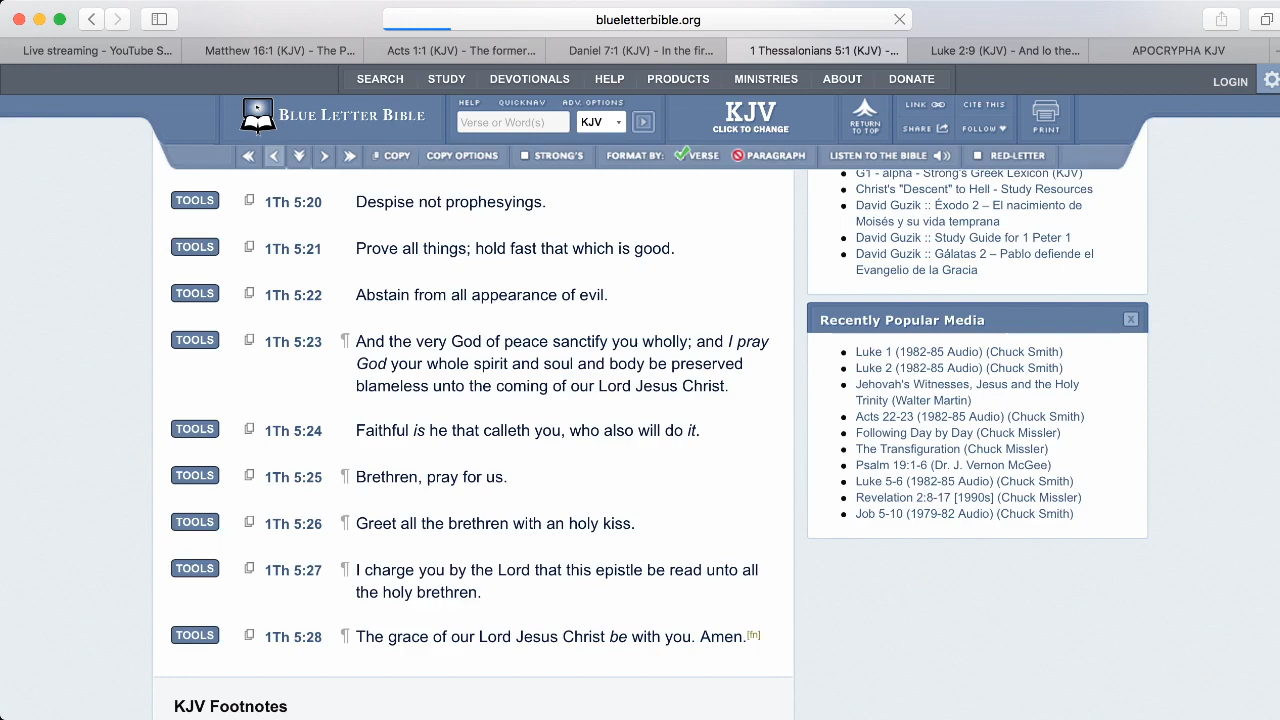 blueletterbible.org
Live streaming - YouTube S...
Matthew 16:1 (KJV) - The P...
Acts 1:1 (KJV) - The former...
Daniel 7:1 (KJV) - In the fir...
1 Thessalonians 5:1 (KJV) -...
Luke 2:9 (KJV) - And lo the...
APOCRYPHA KJV
SEARCH STUDY DEVOTIONALS HELP PRODUCTS MINISTRIES ABOUT DONATE
LOGIN
BLUE LETTER BIBLE
HELP QUICKNAV ADV. OPTIONS
Verse or Word(s)
KJV
KJV
CLICK TO CHANGE
RETURN
TO TOP
LINK
CITE THIS
SHARE
FOLLOW
PRINT
COPY COPY OPTIONS STRONG'S FORMAT BY: VERSE PARAGRAPH LISTEN TO THE BIBLE RED-LETTER
TOOLS 1Th 5:20 Despise not prophesyings.
TOOLS 1Th 5:21 Prove all things; hold fast that which is good.
TOOLS 1Th 5:22 Abstain from all appearance of evil.
TOOLS 1Th 5:23 ¶ And the very God of peace sanctify you wholly; and I pray
God your whole spirit and soul and body be preserved
blameless unto the coming of our Lord Jesus Christ.
TOOLS 1Th 5:24 Faithful is he that calleth you, who also will do it.
TOOLS 1Th 5:25 ¶ Brethren, pray for us.
TOOLS 1Th 5:26 ¶ Greet all the brethren with an holy kiss.
TOOLS 1Th 5:27 ¶ I charge you by the Lord that this epistle be read unto all
the holy brethren.
TOOLS 1Th 5:28 ¶ The grace of our Lord Jesus Christ be with you. Amen.[fn]
KJV Footnotes
G1 - alpha - Strong's Greek Lexicon (KJV)
Christ's "Descent" to Hell - Study Resources
David Guzik :: Éxodo 2 – El nacimiento de
Moisés y su vida temprana
David Guzik :: Study Guide for 1 Peter 1
David Guzik :: Gálatas 2 – Pablo defiende el
Evangelio de la Gracia
Recently Popular Media
Luke 1 (1982-85 Audio) (Chuck Smith)
Luke 2 (1982-85 Audio) (Chuck Smith)
Jehovah's Witnesses, Jesus and the Holy
Trinity (Walter Martin)
Acts 22-23 (1982-85 Audio) (Chuck Smith)
Following Day by Day (Chuck Missler)
The Transfiguration (Chuck Missler)
Psalm 19:1-6 (Dr. J. Vernon McGee)
Luke 5-6 (1982-85 Audio) (Chuck Smith)
Revelation 2:8-17 [1990s] (Chuck Missler)
Job 5-10 (1979-82 Audio) (Chuck Smith)